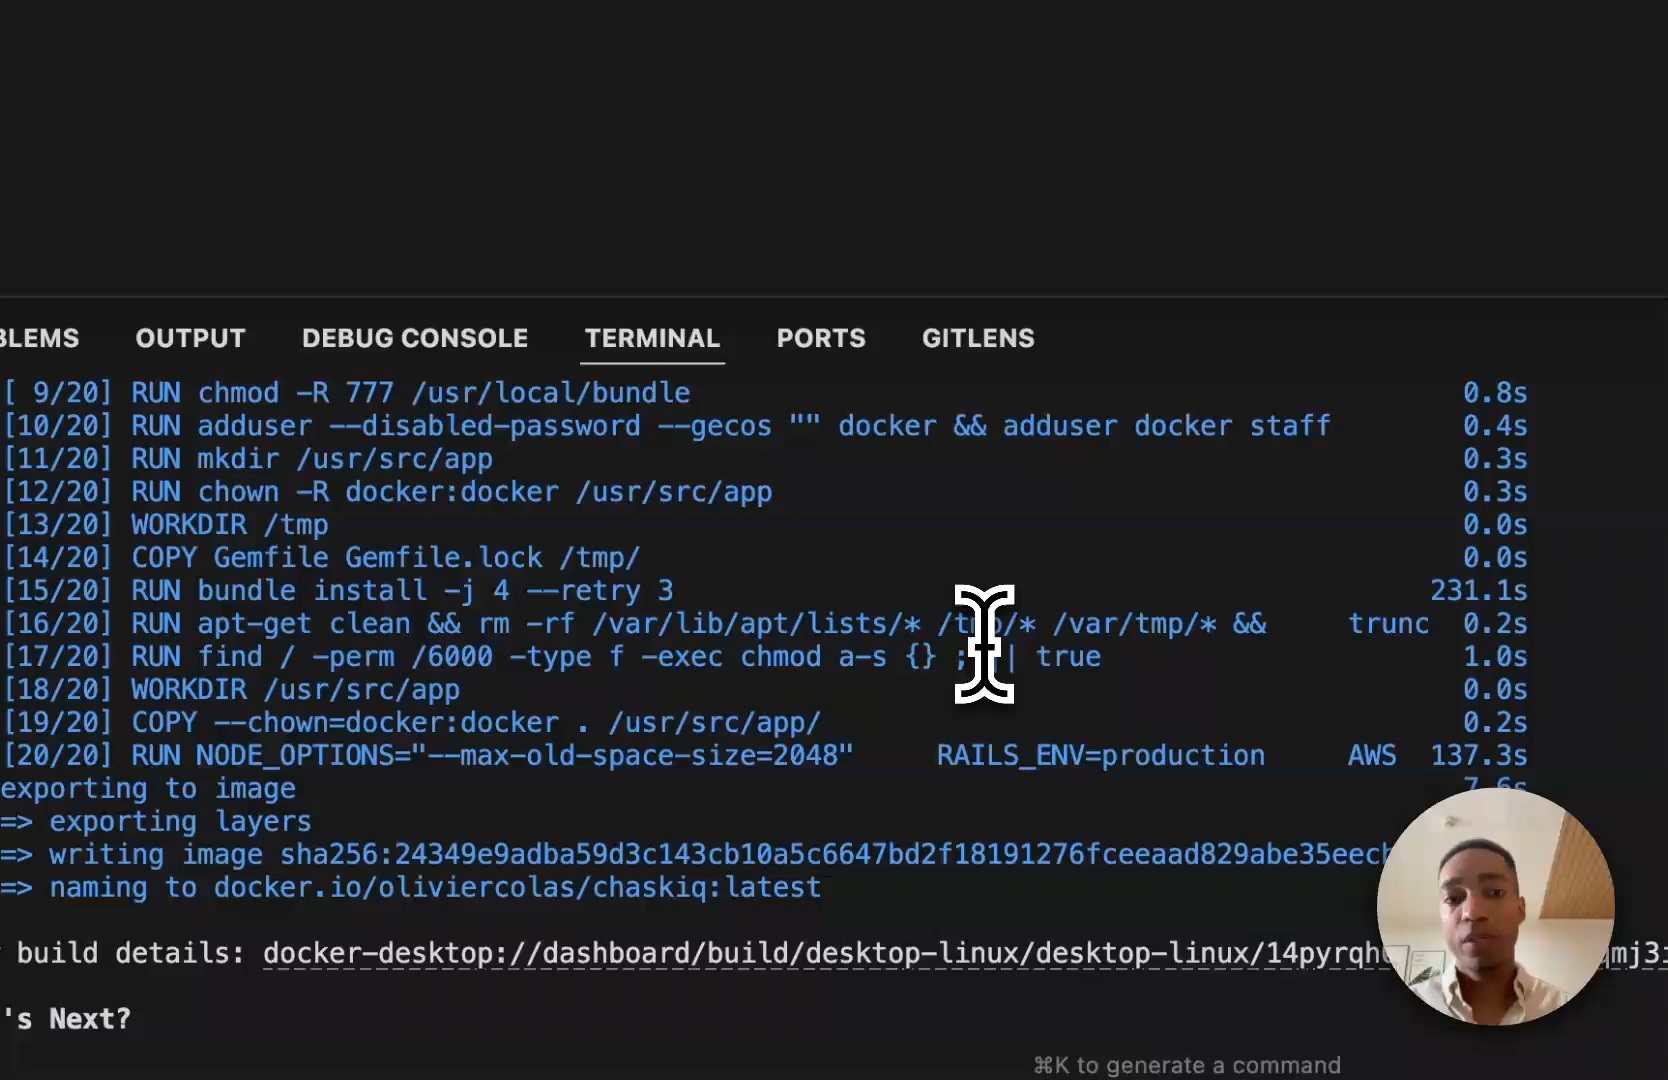 BLEMS OUTPUT DEBUG CONSOLE TERMINAL PORTS GITLENS
[ 9/20] RUN chmod -R 777 /usr/local/bundle 0.8s
[10/20] RUN adduser --disabled-password --gecos "" docker && adduser docker staff 0.4s
[11/20] RUN mkdir /usr/src/app 0.3s
[12/20] RUN chown -R docker:docker /usr/src/app 0.3s
[13/20] WORKDIR /tmp 0.0s
[14/20] COPY Gemfile Gemfile.lock /tmp/ 0.0s
[15/20] RUN bundle install -j 4 --retry 3 231.1s
[16/20] RUN apt-get clean && rm -rf /var/lib/apt/lists/* /tmp/* /var/tmp/* && trunc 0.2s
[17/20] RUN find / -perm /6000 -type f -exec chmod a-s {} ; || true 1.0s
[18/20] WORKDIR /usr/src/app 0.0s
[19/20] COPY --chown=docker:docker . /usr/src/app/ 0.2s
[20/20] RUN NODE_OPTIONS="--max-old-space-size=2048" RAILS_ENV=production AWS 137.3s
exporting to image 7.6s
=> exporting layers
=> writing image sha256:24349e9adba59d3c143cb10a5c6647bd2f18191276fceeaad829abe35eecb
=> naming to docker.io/oliviercolas/chaskiq:latest
build details: docker-desktop://dashboard/build/desktop-linux/desktop-linux/14pyrqh
's Next?
⌘K to generate a command